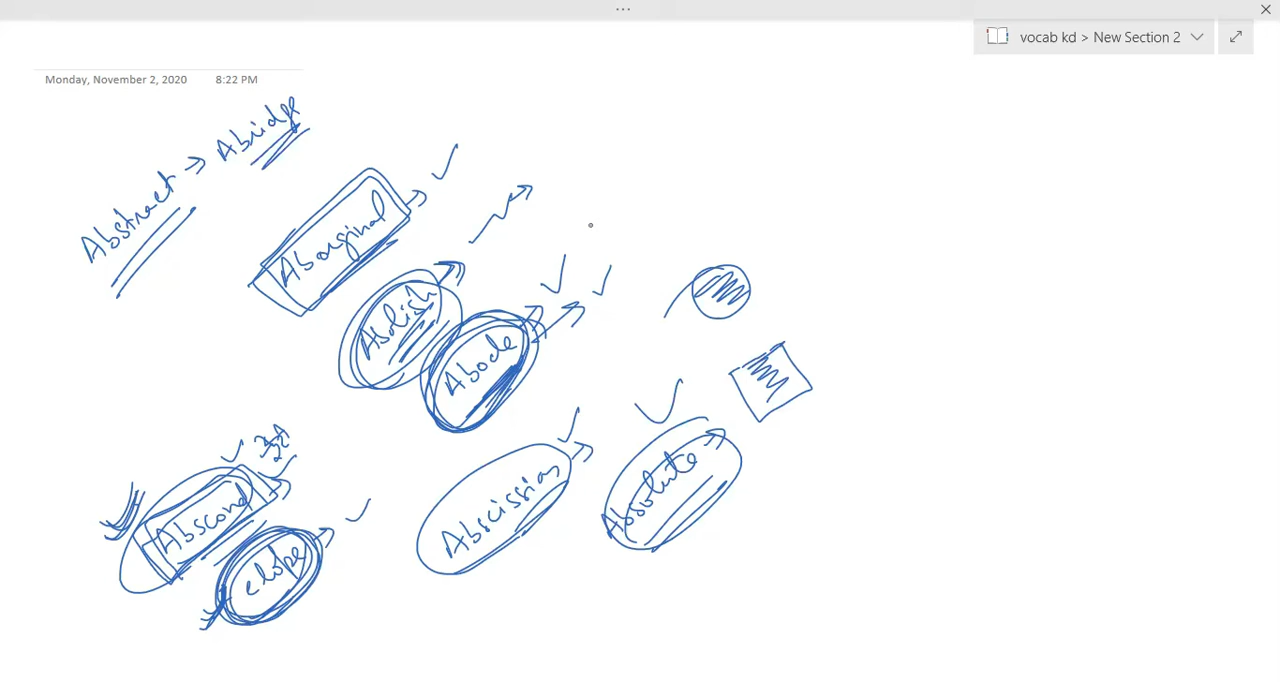 ...
vocab kd > New Section 2
Monday, November 2, 2020 8:22 PM
Abstract → Abridge
Aborginal
Abolish
Abode
Abscond
elope
Abscission
Absolute